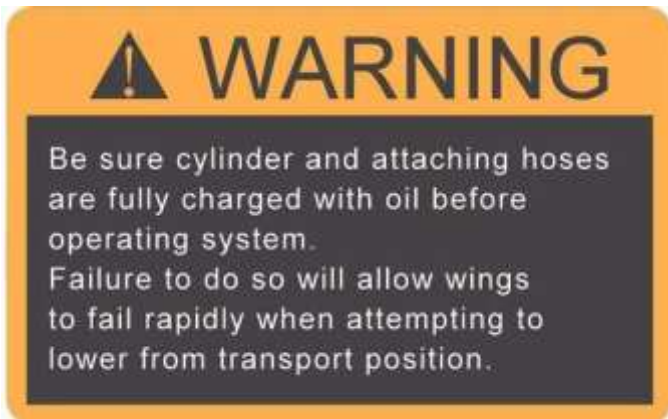 WARNING
Be sure cylinder and attaching hoses
are fully charged with oil before
operating system.
Failure to do so will allow wings
to fail rapidly when attempting to
lower from transport position.